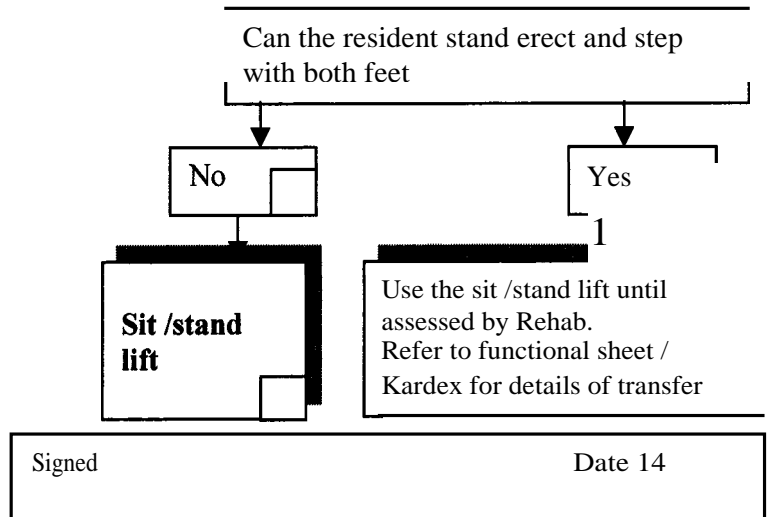 Can the resident stand erect and step
with both feet
No
Yes
1
Sit /stand
lift
Use the sit /stand lift until
assessed by Rehab.
Refer to functional sheet /
Kardex for details of transfer
Signed Date 14